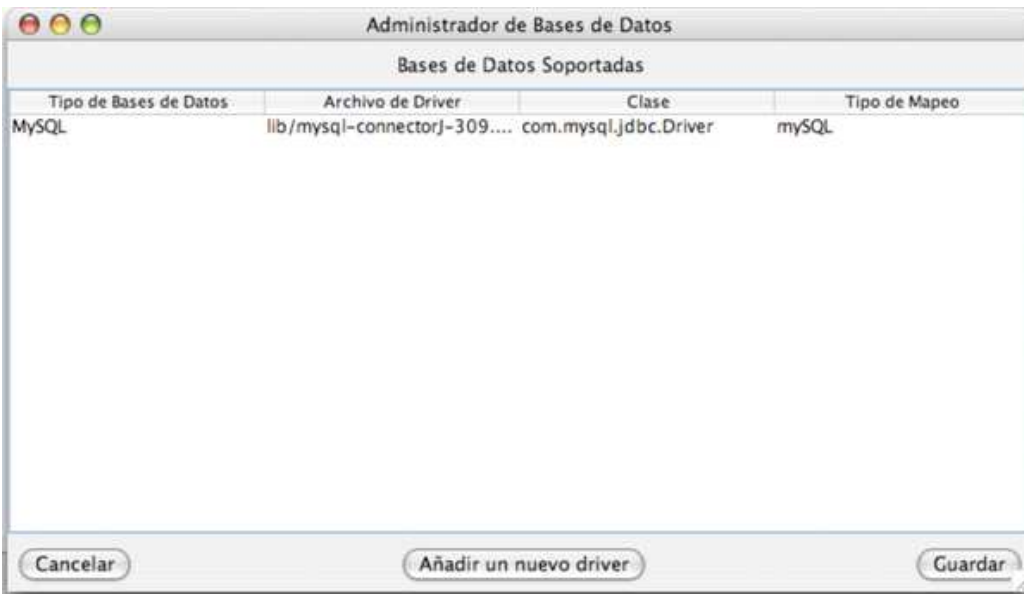 Administrador de Bases de Datos
Bases de Datos Soportadas
Tipo de Bases de Datos Archivo de Driver Clase Tipo de Mapeo
MySQL lib/mysql-connectorJ-309.... com.mysql.jdbc.Driver mySQL
Cancelar Añadir un nuevo driver Guardar